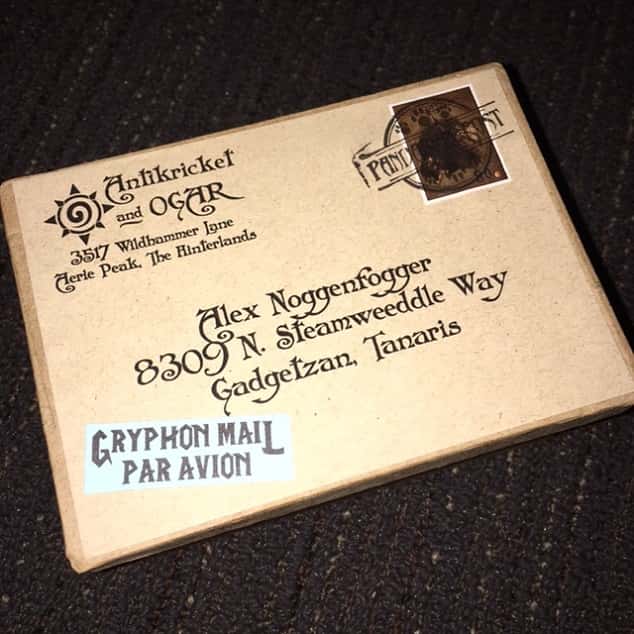 Antikricket
and OGAR
3517 Wildhammer Lane
Aerie Peak, The Hinterlands
Alex Noggenfogger
8309 N. Steamweeddle Way
Gadgetzan, Tanaris
GRYPHON MAIL
PAR AVION